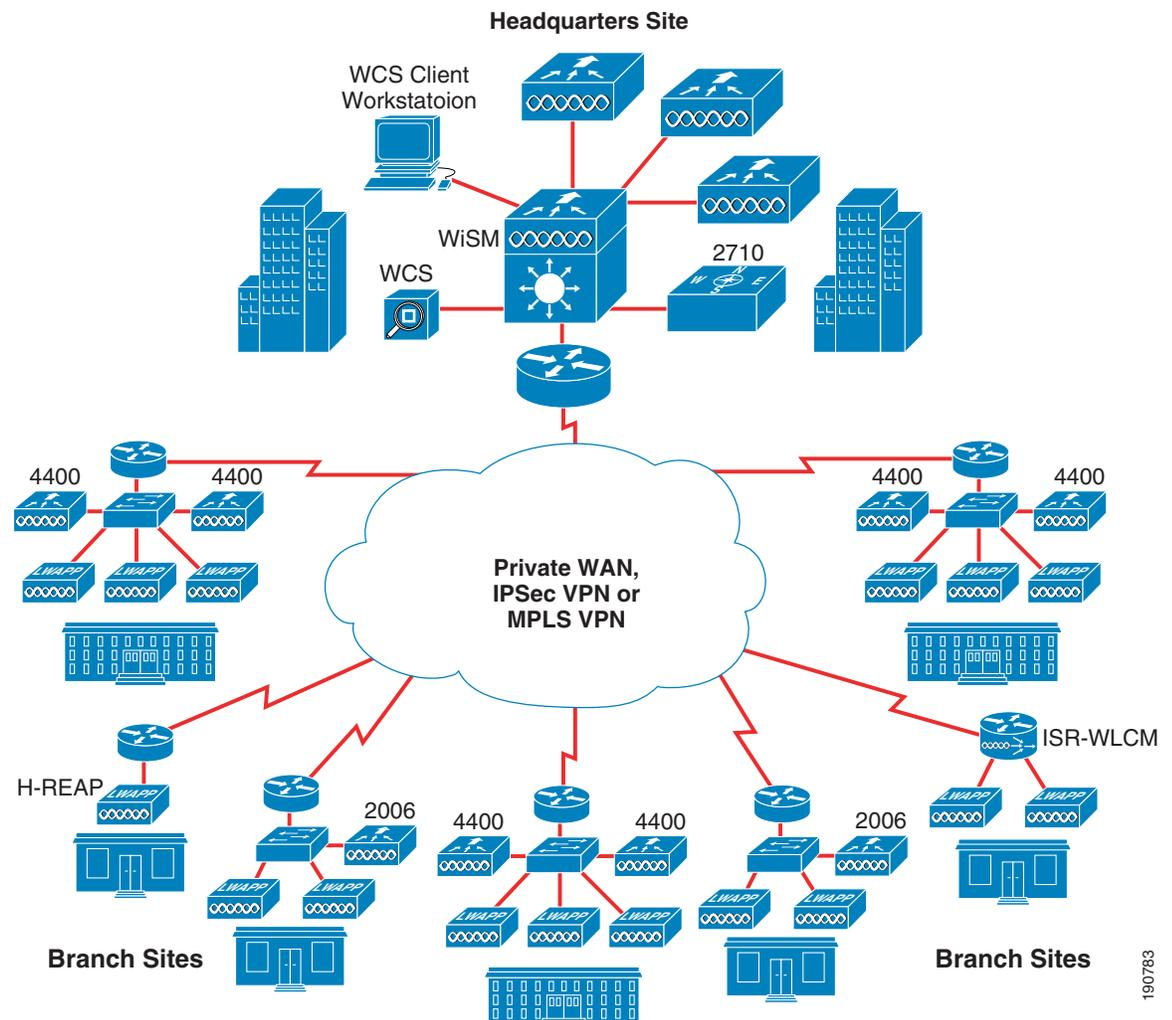 Headquarters Site
WCS Client
Workstatoion
WiSM
WCS
2710
N
W
E
S
4400
4400
LWAPP
LWAPP
LWAPP
4400
4400
LWAPP
LWAPP
LWAPP
Private WAN,
IPSec VPN or
MPLS VPN
H-REAP
LWAPP
2006
LWAPP
LWAPP
4400
4400
LWAPP
LWAPP
LWAPP
2006
LWAPP
LWAPP
ISR-WLCM
LWAPP
LWAPP
Branch Sites
Branch Sites
190783